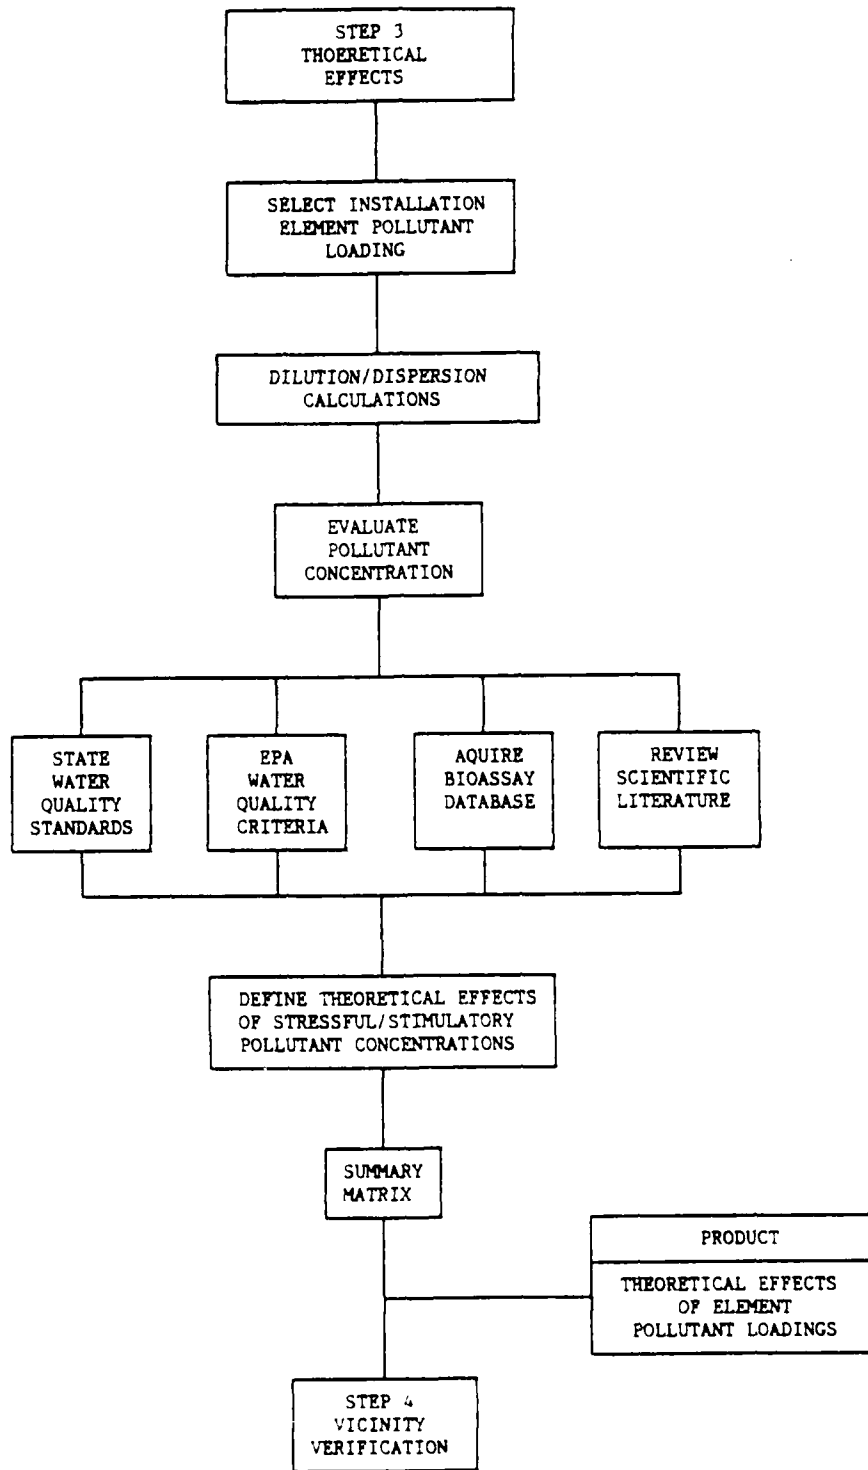 STEP 3
THOERETICAL
EFFECTS
SELECT INSTALLATION
ELEMENT POLLUTANT
LOADING
DILUTION/DISPERSION
CALCULATIONS
EVALUATE
POLLUTANT
CONCENTRATION
STATE
WATER
QUALITY
STANDARDS
EPA
WATER
QUALITY
CRITERIA
AQUIRE
BIOASSAY
DATABASE
REVIEW
SCIENTIFIC
LITERATURE
DEFINE THEORETICAL EFFECTS
OF STRESSFUL/STIMULATORY
POLLUTANT CONCENTRATIONS
SUMMARY
MATRIX
PRODUCT
THEORETICAL EFFECTS
OF ELEMENT
POLLUTANT LOADINGS
STEP 4
VICINITY
VERIFICATION